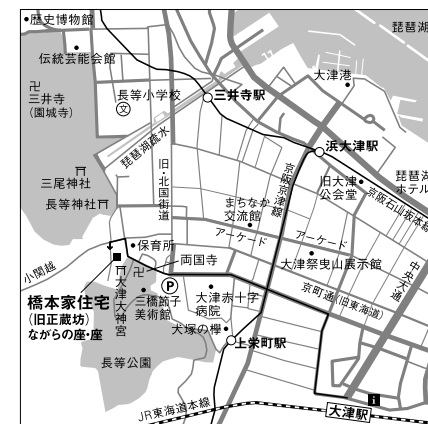 歴史博物館
琵琶湖
伝統芸能会館
大津港
三井寺
(園城寺)
長等小学校
文
三井寺駅
琵琶湖疏水
浜大津駅
三尾神社
長等神社
旧・北国街道
京阪京津線
旧大津
公会堂
琵琶湖
ホテル
京阪石山坂本線
まちなか
交流館
アーケード
アーケード
保育所
両国寺
大津祭曳山展示館
中央大通
小関越
橋本家住宅
(旧正蔵坊)
ながらの座・座
大津大神宮
三橋節子
美術館
P
大津赤十字
病院
京町通(旧東海道)
犬塚の欅
上栄町駅
長等公園
i
大津駅
JR東海道本線